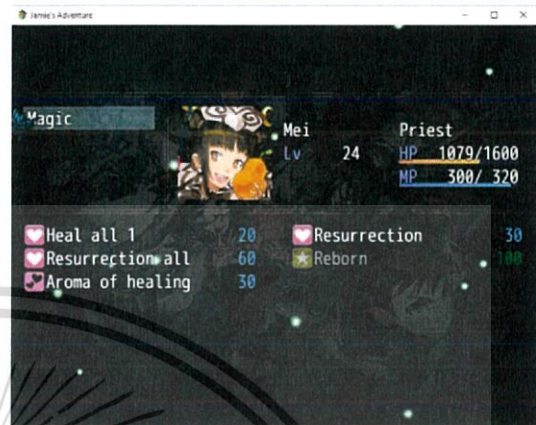 Jamie's Adventure
Magic
Mei
Priest
Lv 24
HP 1079/1600
MP 300/ 320
Heal all 1 20
Resurrection 30
Resurrection all 60
Reborn 100
Aroma of healing 30